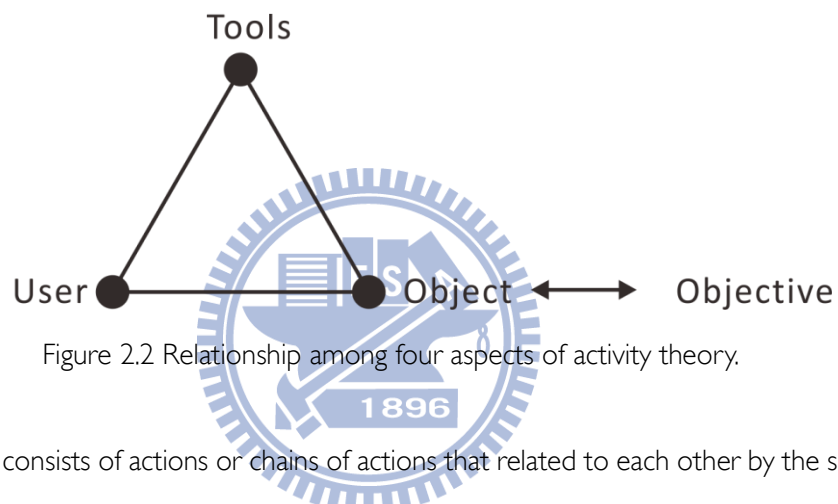 Tools
User Object Objective
Figure 2.2 Relationship among four aspects of activity theory.
1896
consists of actions or chains of actions that related to each other by the s